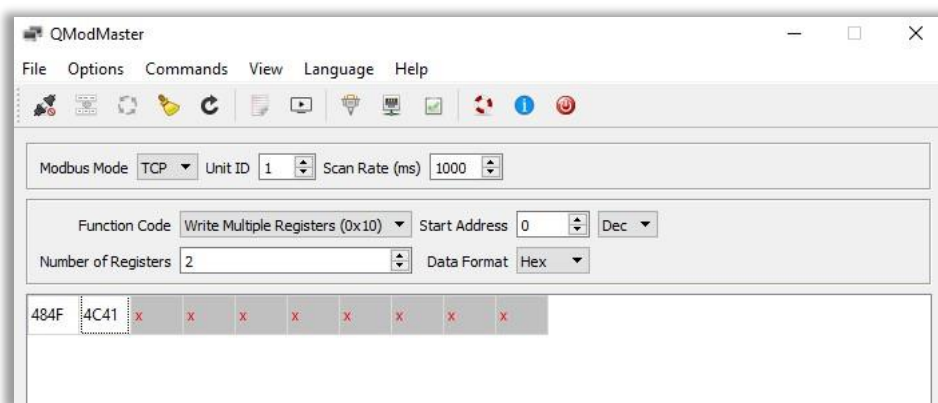 QModMaster
File Options Commands View Language Help
Modbus Mode TCP Unit ID 1 Scan Rate (ms) 1000
Function Code Write Multiple Registers (0x10) Start Address 0 Dec
Number of Registers 2 Data Format Hex
484F 4C41 x x x x x x x x